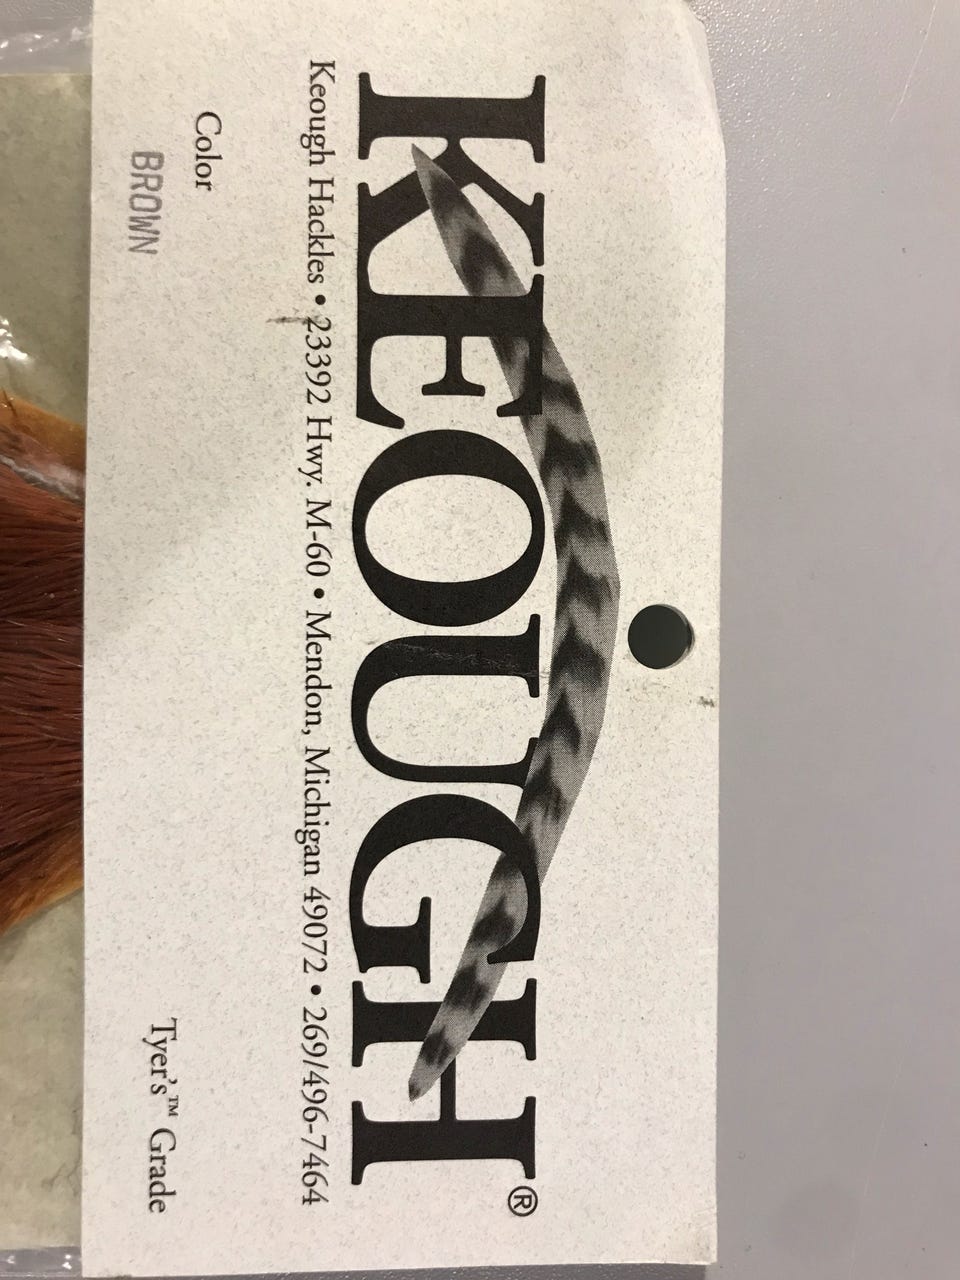 KEOUGH®
Keough Hackles • 23392 Hwy. M-60 • Mendon, Michigan 49072 • 269/496-7464
Color
BROWN
Tyer's™ Grade